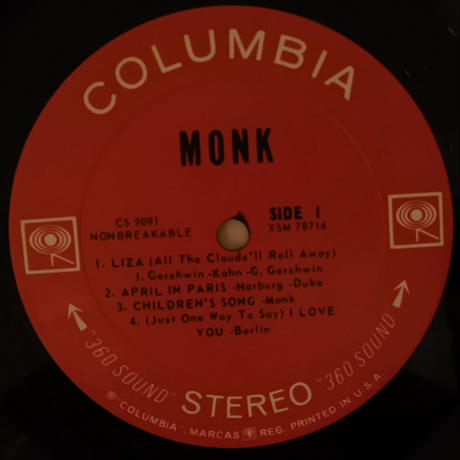 COLUMBIA
MONK
CS 9091
NONBREAKABLE
SIDE 1
XSM 78716
1. LIZA (All The Clouds'll Roll Away)
I. Gershwin -Kahn -G. Gershwin
2. APRIL IN PARIS -Harburg -Duke
3. CHILDREN'S SONG -Monk
4. (Just One Way To Say) I LOVE
YOU -Berlin
"360 SOUND" STEREO "360 SOUND"
℗ "COLUMBIA", MARCAS REG. PRINTED IN U.S.A.